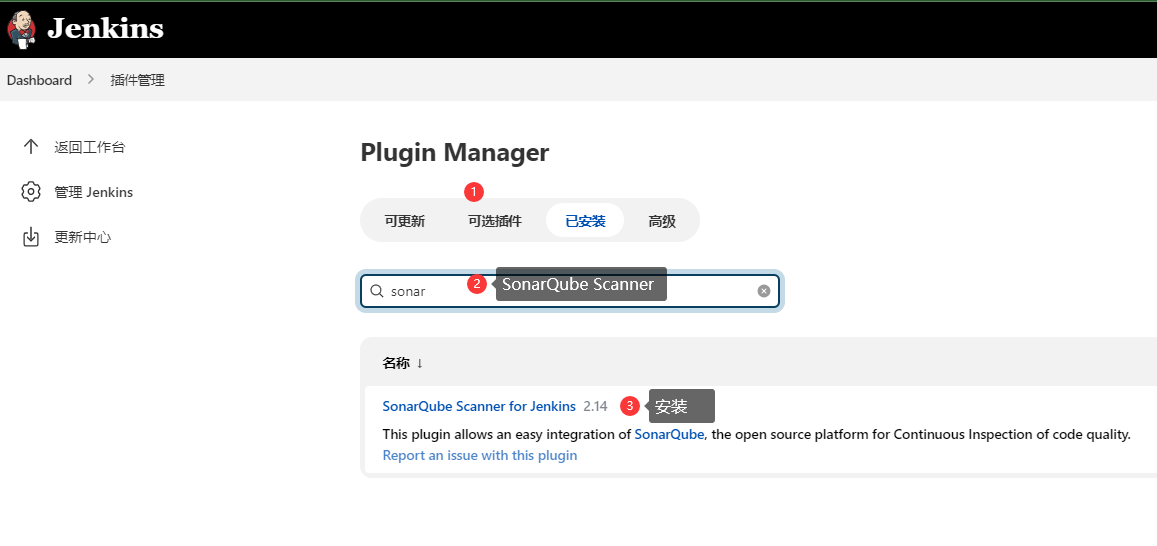 Jenkins
Dashboard > 插件管理
返回工作台
管理 Jenkins
更新中心
Plugin Manager
1
可更新 可选插件 已安装 高级
sonar 2 SonarQube Scanner
名称 ↓
SonarQube Scanner for Jenkins 2.14 3 安装
This plugin allows an easy integration of SonarQube, the open source platform for Continuous Inspection of code quality.
Report an issue with this plugin